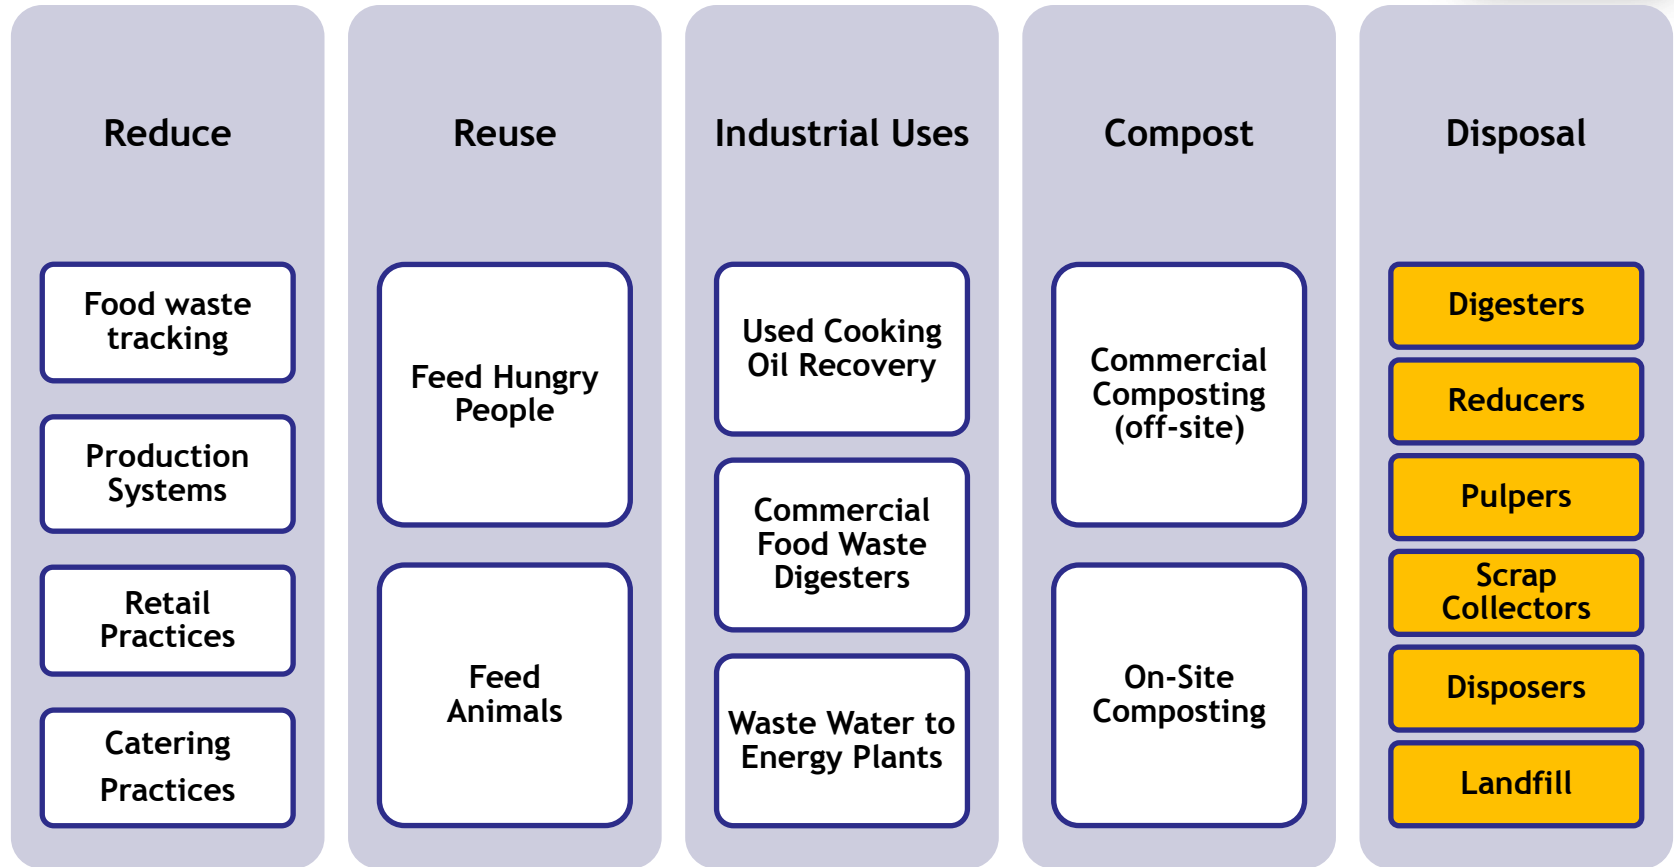 Reduce
Food waste
tracking
Production
Systems
Retail
Practices
Catering
Practices
Reuse
Feed Hungry
People
Feed
Animals
Industrial Uses
Used Cooking
Oil Recovery
Commercial
Food Waste
Digesters
Waste Water to
Energy Plants
Compost
Commercial
Composting
(off-site)
On-Site
Composting
Disposal
Digesters
Reducers
Pulpers
Scrap
Collectors
Disposers
Landfill